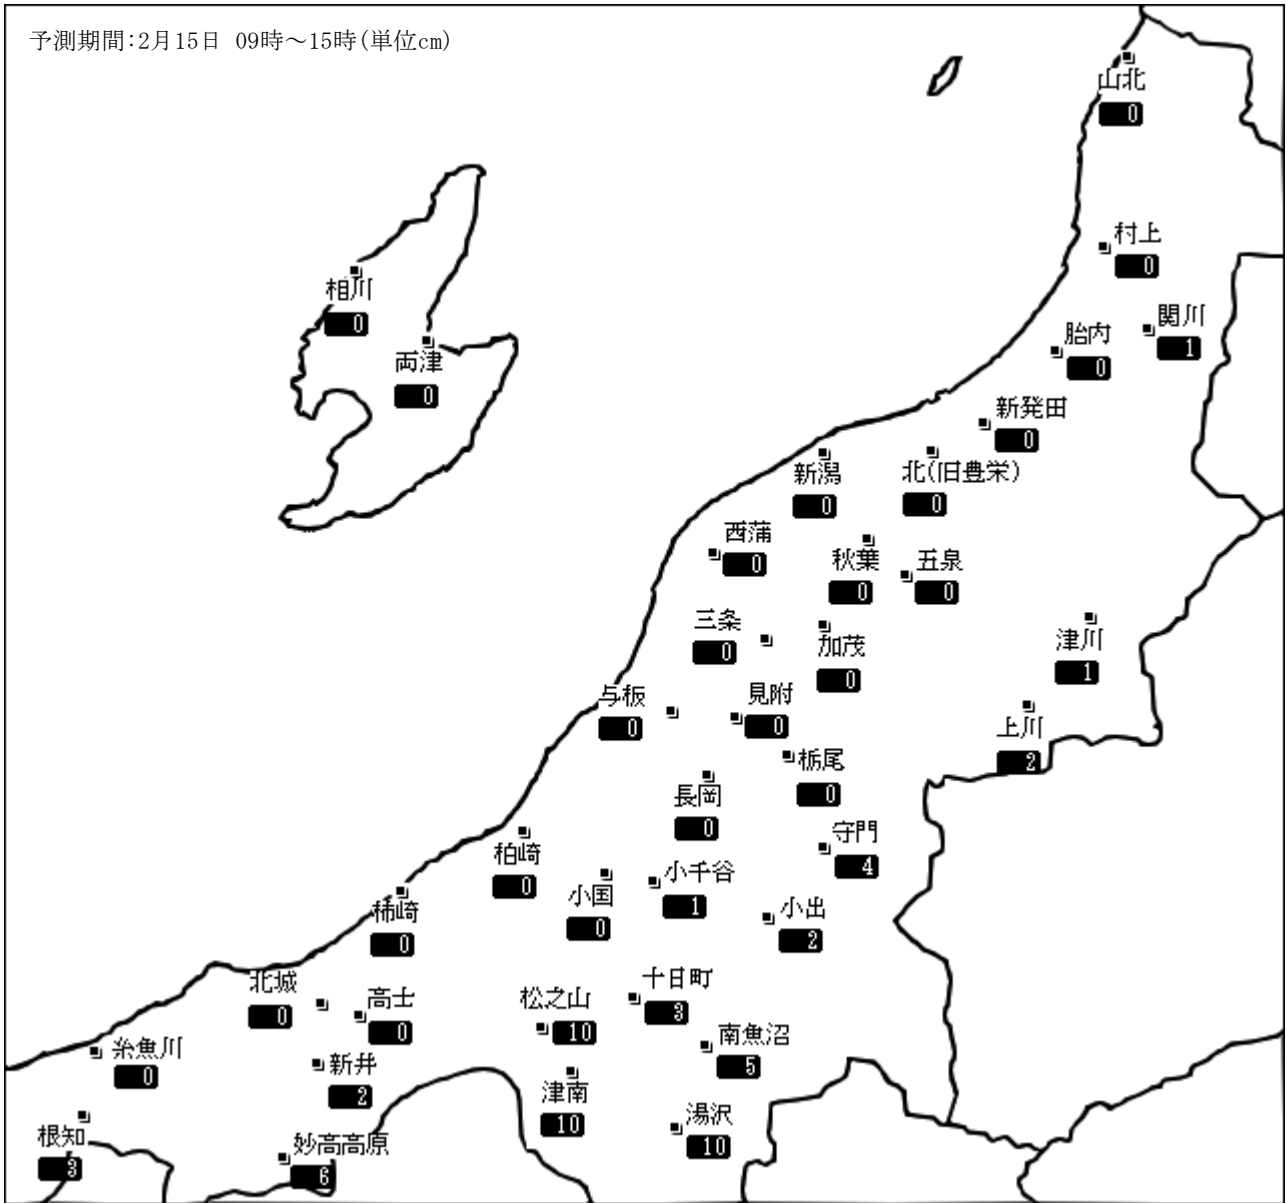 予測期間:2月15日 09時～15時(単位cm)
山北
0
村上
0
相川
0
関川
1
胎内
0
両津
0
新発田
0
新潟
0
北(旧豊栄)
0
西蒲
0
秋葉
0
五泉
0
三条
0
加茂
0
津川
1
与板
0
見附
0
上川
2
栃尾
0
長岡
0
守門
4
柏崎
0
小国
0
小千谷
1
小出
2
柿崎
0
北城
0
高士
0
松之山
10
十日町
3
南魚沼
5
糸魚川
0
新井
2
津南
10
湯沢
10
根知
3
妙高高原
6